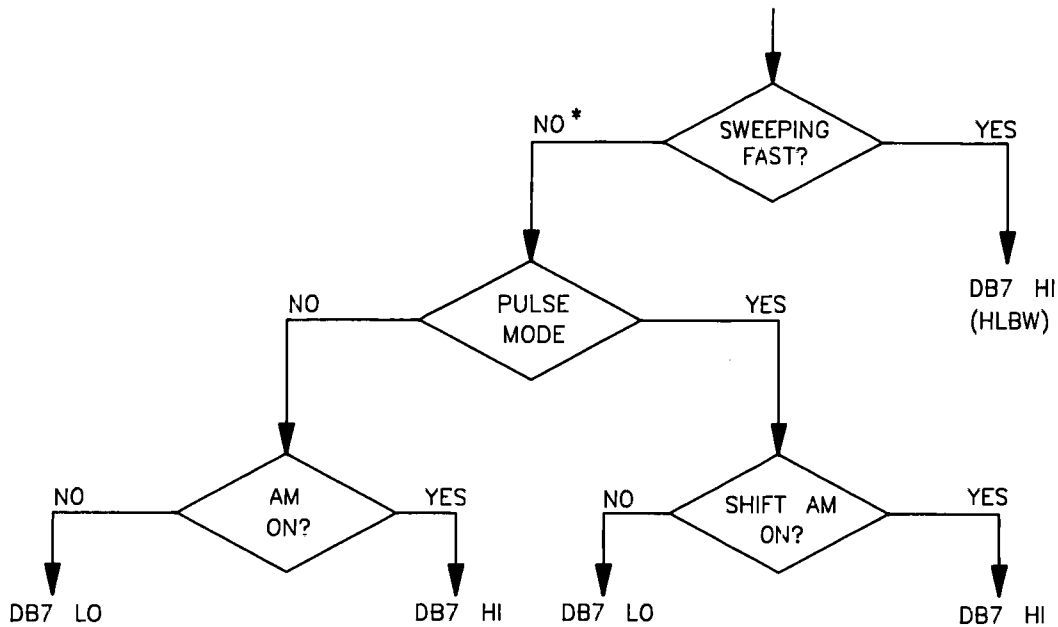 NO*
SWEEPING
FAST?
YES
DB7 HI
(HLBW)
NO
PULSE
MODE
YES
NO
AM
ON?
YES
NO
SHIFT AM
ON?
YES
DB7 LO
DB7 HI
DB7 LO
DB7 HI